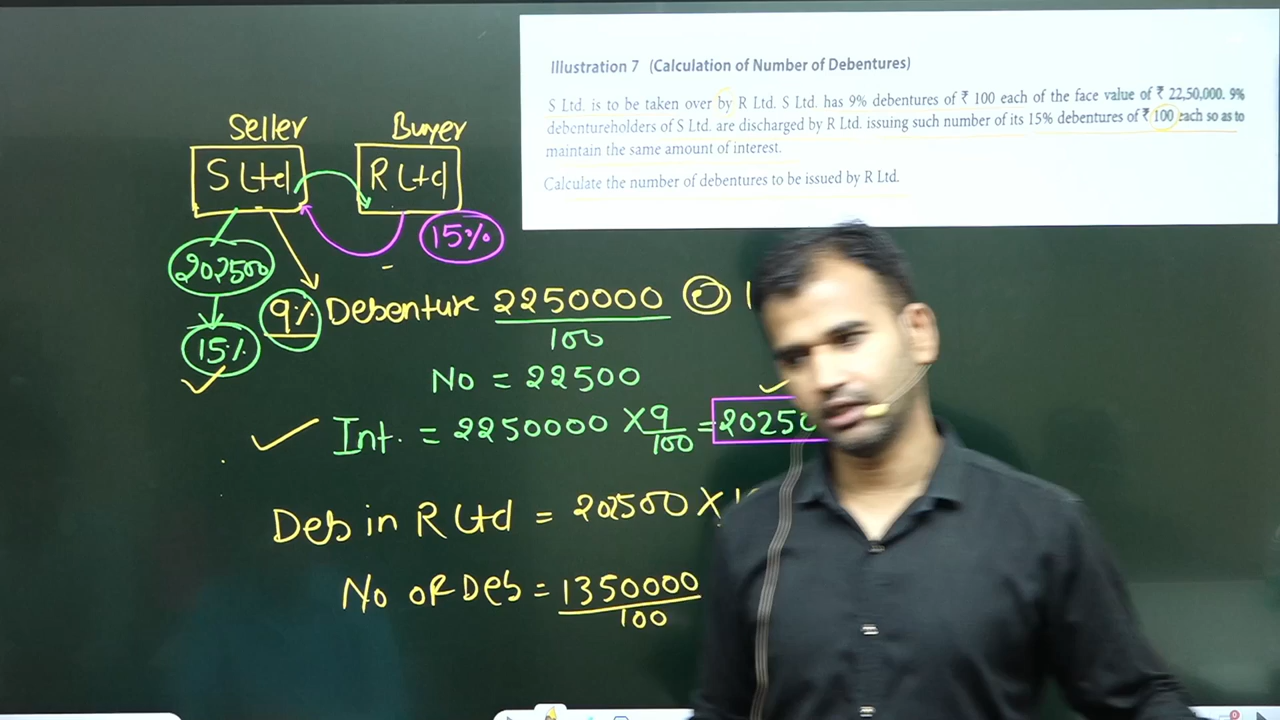 Illustration 7 (Calculation of Number of Debentures)
S Ltd. is to be taken over by R Ltd. S Ltd. has 9% debentures of ₹ 100 each of the face value of ₹ 22,50,000. 9%
debentureholders of S Ltd. are discharged by R Ltd. issuing such number of its 15% debentures of ₹ 100 each so as to
maintain the same amount of interest.
Calculate the number of debentures to be issued by R Ltd.
Seller Buyer
S Ltd R Ltd
15%
202500
9% Debenture 2250000
100
15%
No = 22500
Int. = 2250000 × 9/100 = 20250
Deb in R Ltd = 202500 ×
No of Deb = 1350000
100